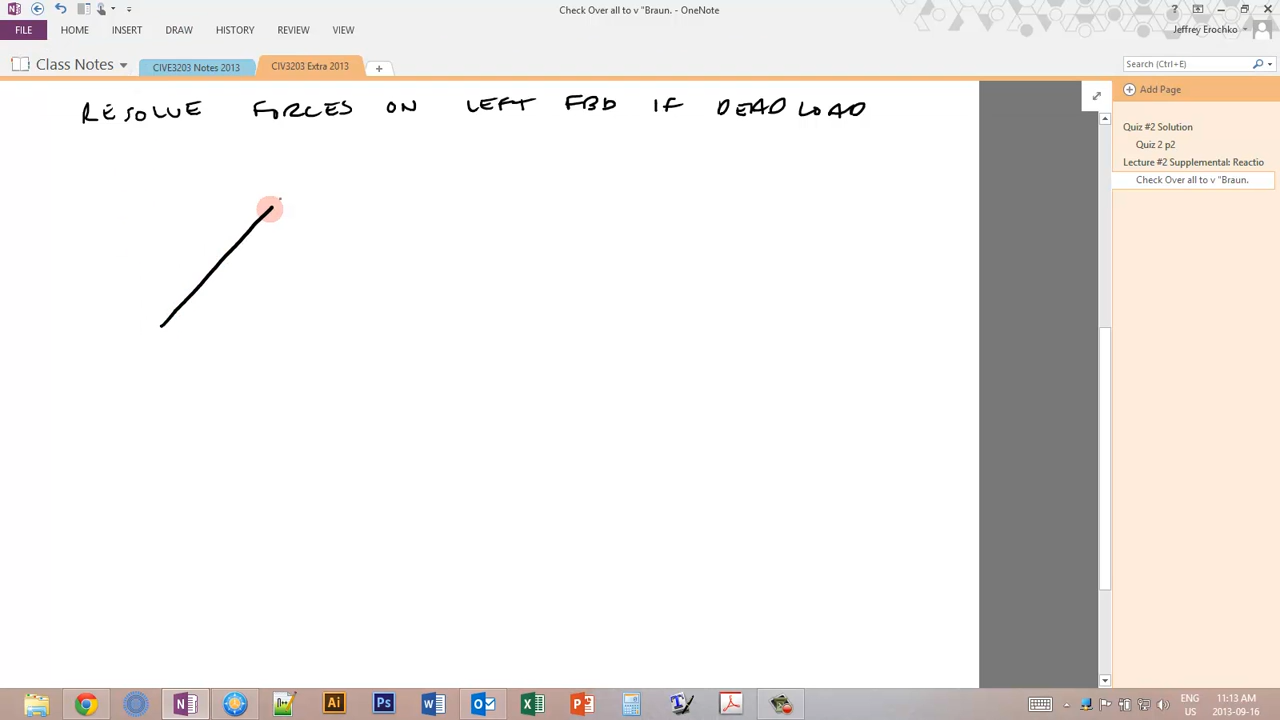 Check Over all to v "Braun. - OneNote
?
FILE
HOME
INSERT
DRAW
HISTORY
REVIEW
VIEW
Jeffrey Erochko
Class Notes
CIVE3203 Notes 2013
CIV3203 Extra 2013
Search (Ctrl+E)
Add Page
RESOLVE FORCES ON LEFT FBD IF DEAD LOAD
Quiz #2 Solution
Quiz 2 p2
Lecture #2 Supplemental: Reactio
Check Over all to v "Braun.
Ai
Ps
ENG
US
11:13 AM
2013-09-16